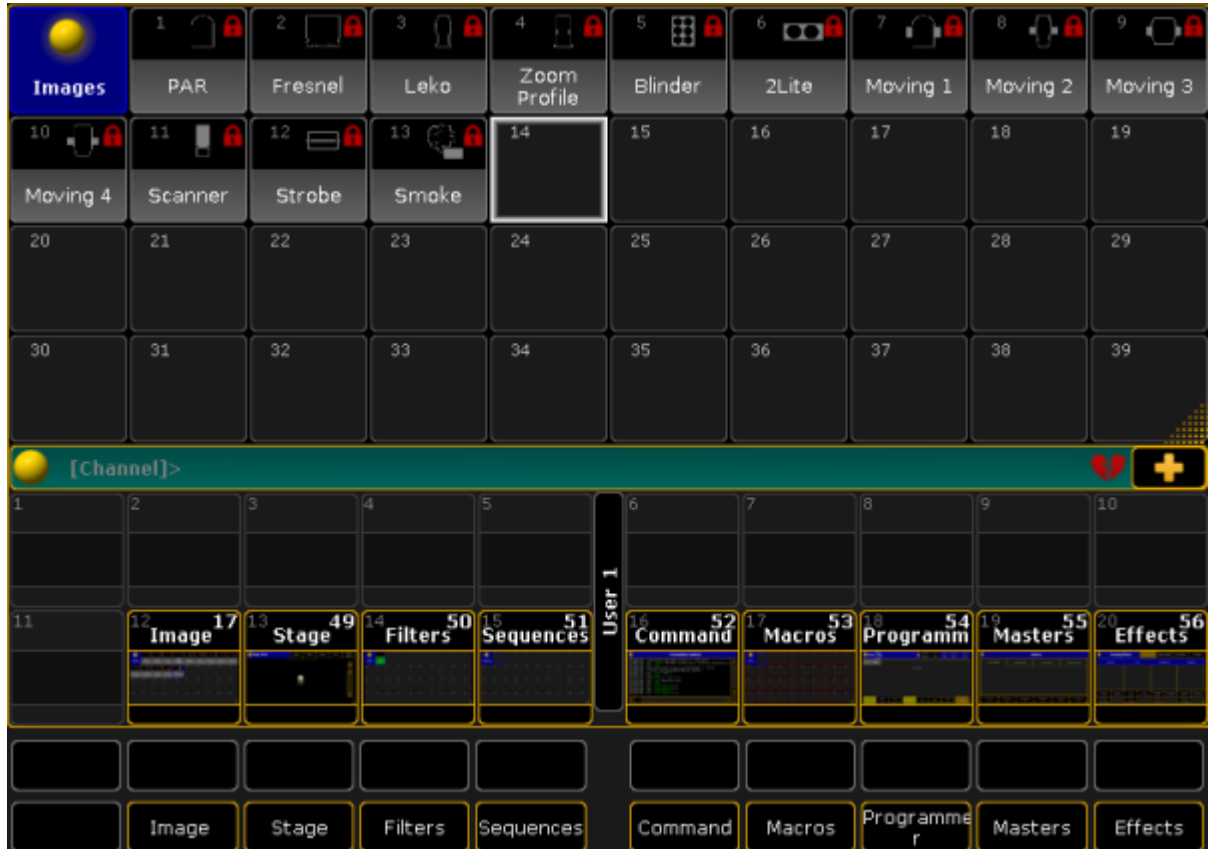 Images
1
PAR
2
Fresnel
3
Leko
4
Zoom
Profile
5
Blinder
6
2Lite
7
Moving 1
8
Moving 2
9
Moving 3
10
Moving 4
11
Scanner
12
Strobe
13
Smoke
14
15
16
17
18
19
20
21
22
23
24
25
26
27
28
29
30
31
32
33
34
35
36
37
38
39
[Channel]>
1
2
3
4
5
User 1
6
7
8
9
10
11
12 17
Image
13 49
Stage
14 50
Filters
15 51
Sequences
16 52
Command
17 53
Macros
18 54
Programm
19 55
Masters
20 56
Effects
Image
Stage
Filters
Sequences
Command
Macros
Programme
r
Masters
Effects